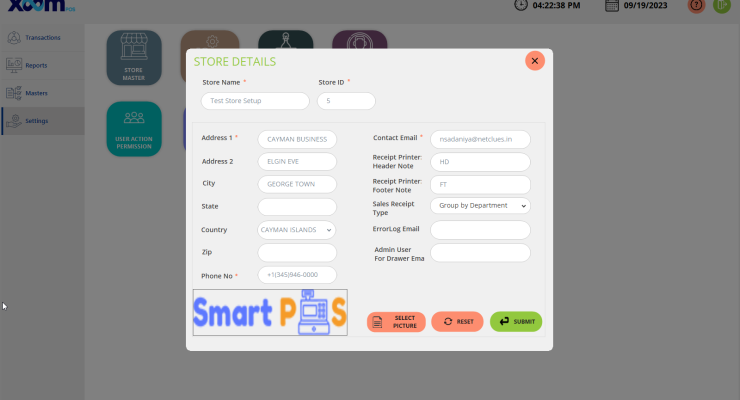 xoom POS
04:22:38 PM
09/19/2023
Transactions
Reports
Masters
Settings
STORE
MASTER
USER ACTION
PERMISSION
STORE DETAILS
Store Name *
Store ID *
Test Store Setup
5
Address 1 *
CAYMAN BUSINESS
Contact Email *
nsadaniya@netclues.in
Address 2
ELGIN EVE
Receipt Printer:
Header Note
HD
City
GEORGE TOWN
Receipt Printer:
Footer Note
FT
State
Sales Receipt
Type
Group by Department
Country
CAYMAN ISLANDS
ErrorLog Email
Zip
Admin User
For Drawer Ema
Phone No *
+1(345)946-0000
Smart POS
SELECT
PICTURE
RESET
SUBMIT